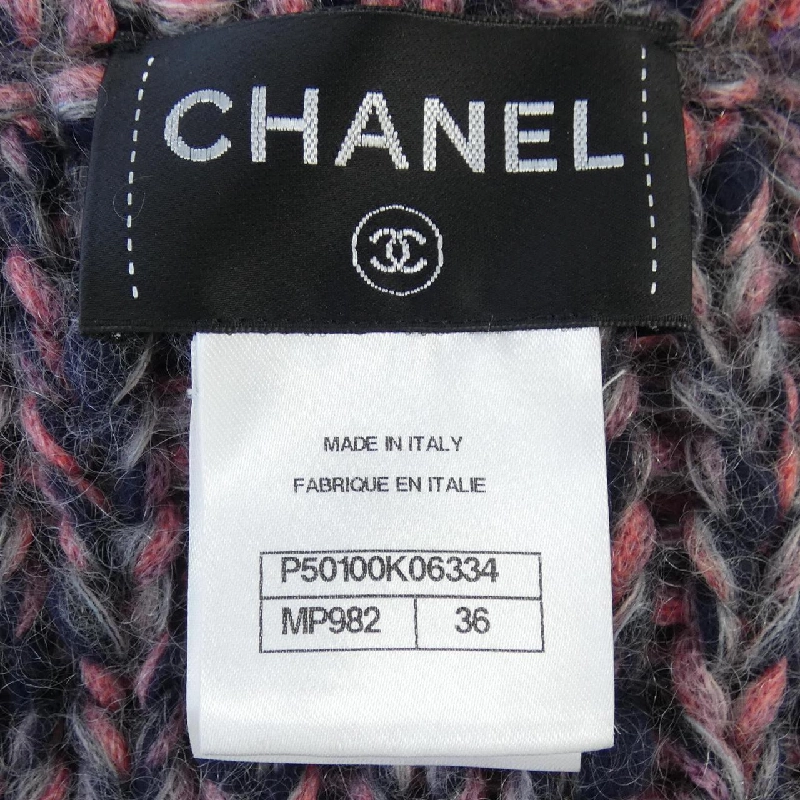 CHANEL
MADE IN ITALY
FABRIQUE EN ITALIE
P50100K06334
MP982 36